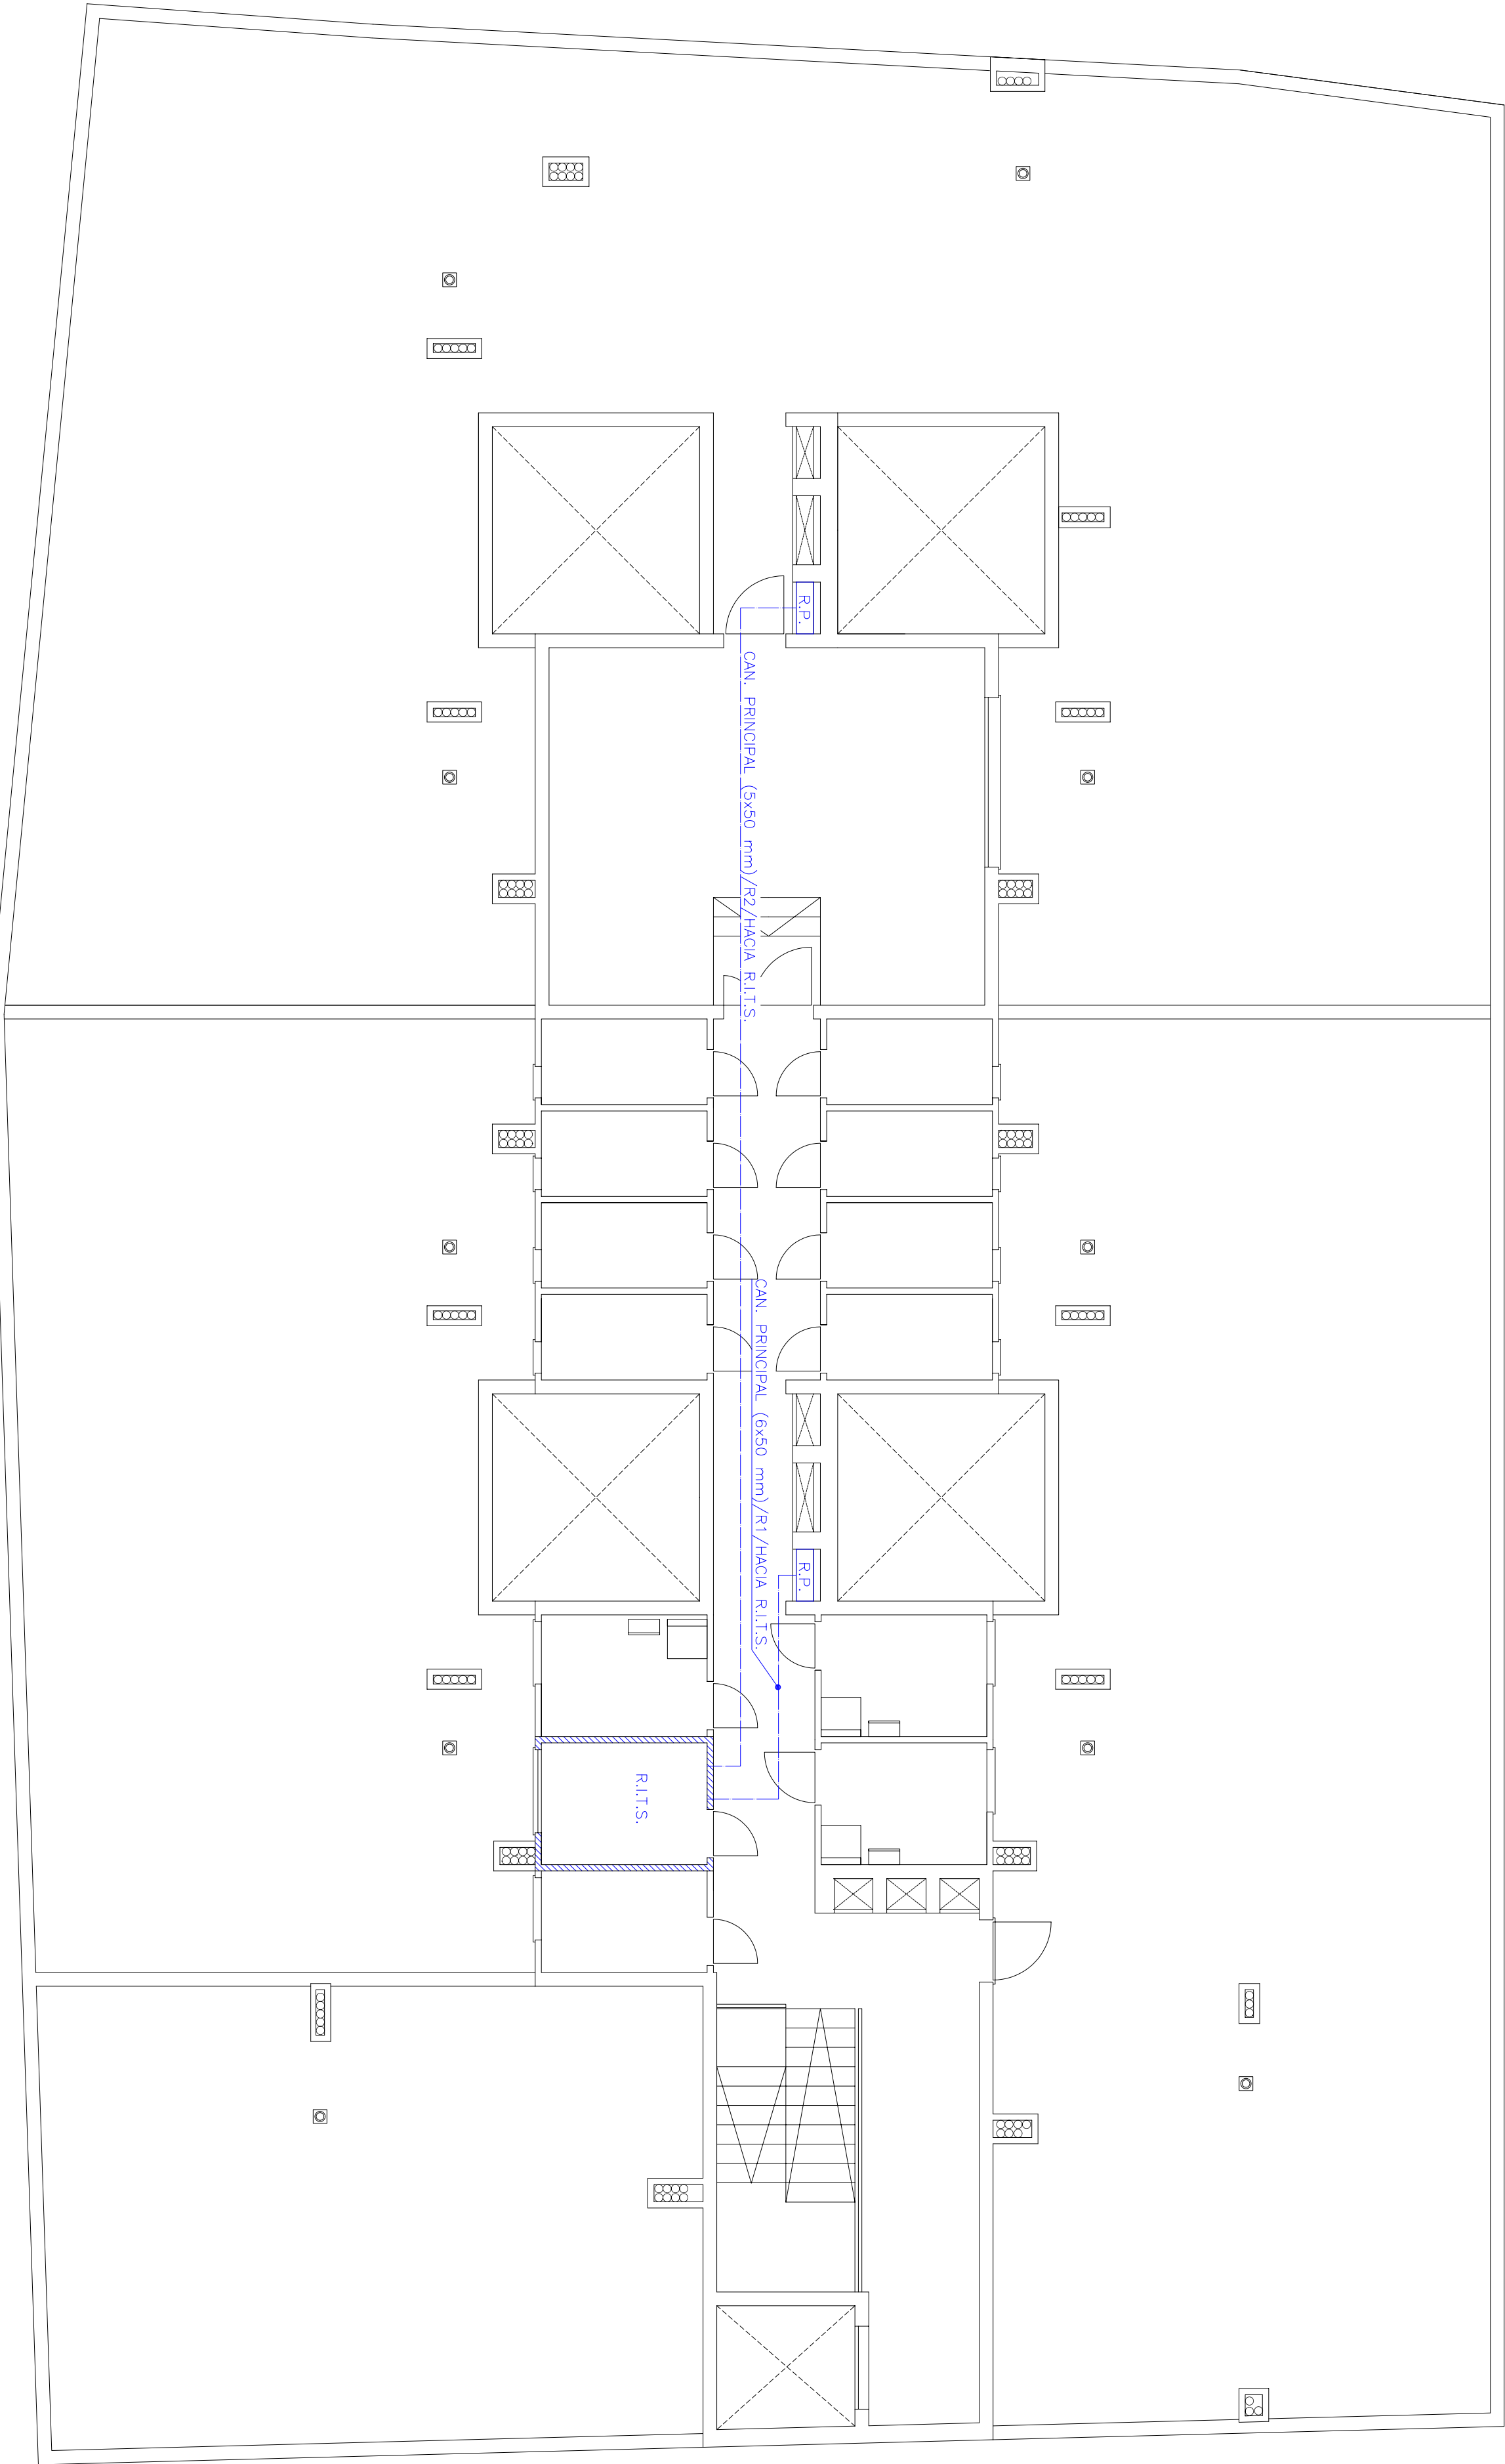 R.P.
CAN. PRINCIPAL (5x50 mm)/R2/HACIA R.I.T.S.
CAN. PRINCIPAL (6x50 mm)/R1/HACIA R.I.T.S.
R.P.
R.I.T.S.